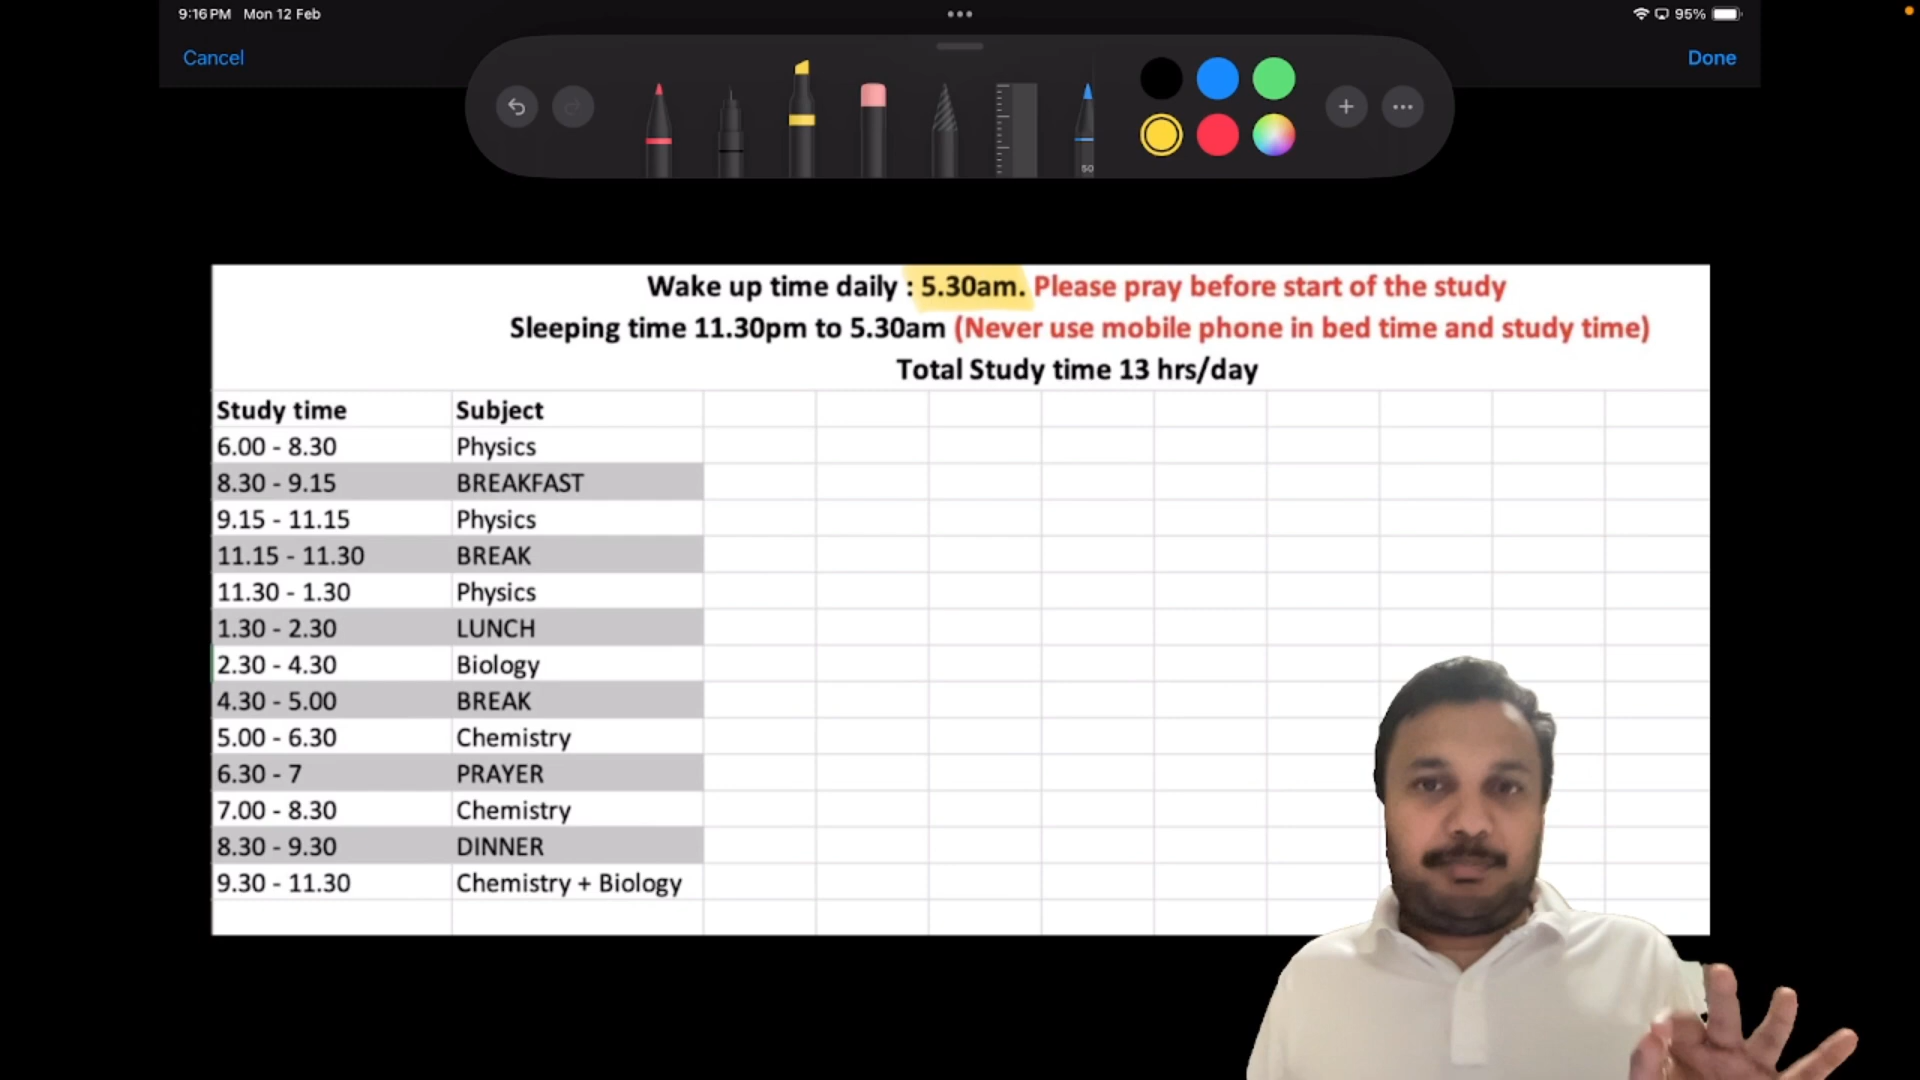 9:16 PM Mon 12 Feb
95%
Cancel
Done
50
Wake up time daily : 5.30am. Please pray before start of the study
Sleeping time 11.30pm to 5.30am (Never use mobile phone in bed time and study time)
Total Study time 13 hrs/day
Study time Subject
6.00 - 8.30 Physics
8.30 - 9.15 BREAKFAST
9.15 - 11.15 Physics
11.15 - 11.30 BREAK
11.30 - 1.30 Physics
1.30 - 2.30 LUNCH
2.30 - 4.30 Biology
4.30 - 5.00 BREAK
5.00 - 6.30 Chemistry
6.30 - 7 PRAYER
7.00 - 8.30 Chemistry
8.30 - 9.30 DINNER
9.30 - 11.30 Chemistry + Biology